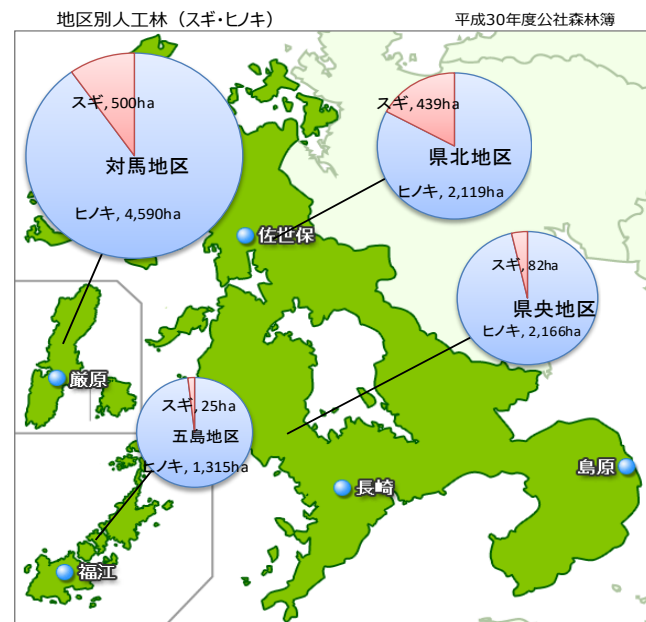 地区別人工林（スギ・ヒノキ）
平成30年度公社森林簿
スギ, 500ha
対馬地区
ヒノキ, 4,590ha
スギ, 439ha
県北地区
ヒノキ, 2,119ha
佐世保
スギ, 82ha
県央地区
ヒノキ, 2,166ha
厳原
スギ, 25ha
五島地区
ヒノキ, 1,315ha
島原
長崎
福江